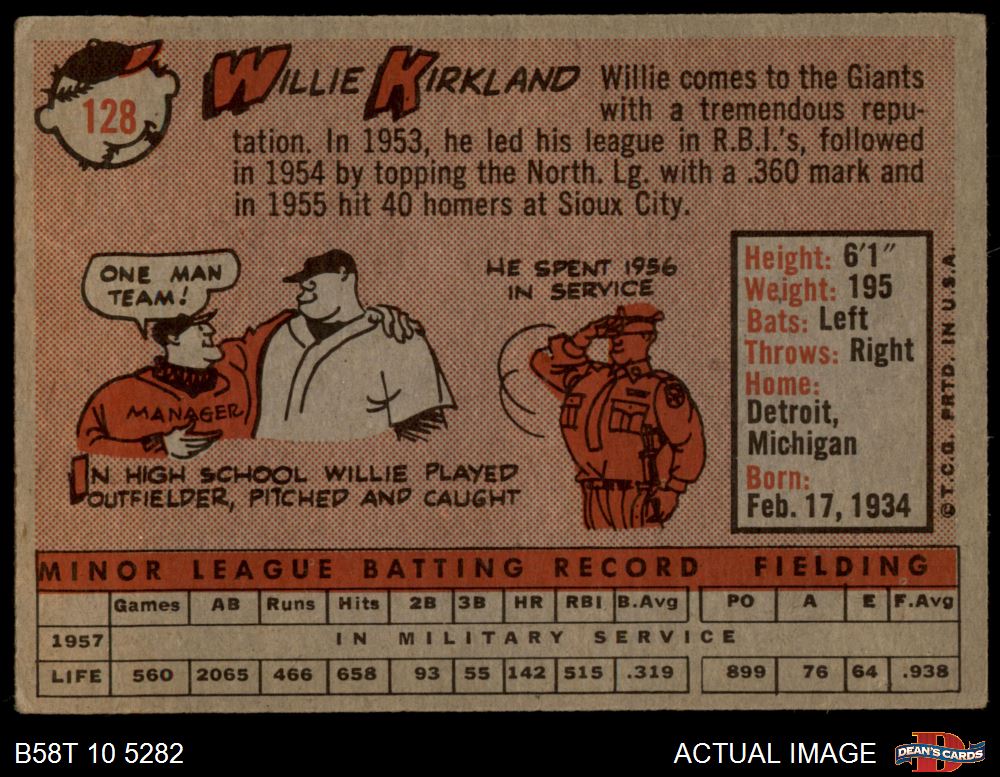 128
WILLIE KIRKLAND
Willie comes to the Giants
with a tremendous repu-
tation. In 1953, he led his league in R.B.I.'s, followed
in 1954 by topping the North. Lg. with a .360 mark and
in 1955 hit 40 homers at Sioux City.
ONE MAN
TEAM!
MANAGER
IN HIGH SCHOOL WILLIE PLAYED
OUTFIELDER, PITCHED AND CAUGHT
HE SPENT 1956
IN SERVICE
Height: 6'1"
Weight: 195
Bats: Left
Throws: Right
Home:
Detroit,
Michigan
Born:
Feb. 17, 1934
© T.C.G. PRTD. IN U.S.A.
MINOR LEAGUE BATTING RECORD FIELDING
Games AB Runs Hits 2B 3B HR RBI B.Avg PO A E F.Avg
1957 IN MILITARY SERVICE
LIFE 560 2065 466 658 93 55 142 515 .319 899 76 64 .938
B58T 10 5282
ACTUAL IMAGE
D
DEAN'S CARDS